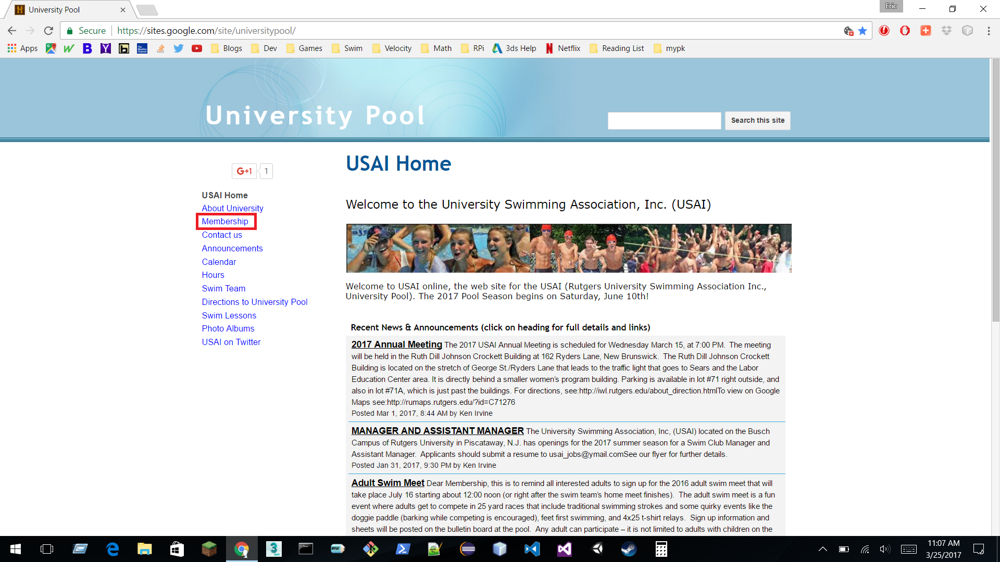 University Pool
Eric
Secure https://sites.google.com/site/universitypool/
Apps
Blogs
Dev
Games
Swim
Velocity
Math
RPi
3ds Help
Netflix
Reading List
mypk
University Pool
Search this site
G+1 1
USAI Home
About University
Membership
Contact us
Announcements
Calendar
Hours
Swim Team
Directions to University Pool
Swim Lessons
Photo Albums
USAI on Twitter
USAI Home
Welcome to the University Swimming Association, Inc. (USAI)
Welcome to USAI online, the web site for the USAI (Rutgers University Swimming Association Inc.,
University Pool). The 2017 Pool Season begins on Saturday, June 10th!
Recent News & Announcements (click on heading for full details and links)
2017 Annual Meeting The 2017 USAI Annual Meeting is scheduled for Wednesday March 15, at 7:00 PM. The meeting
will be held in the Ruth Dill Johnson Crockett Building at 162 Ryders Lane, New Brunswick. The Ruth Dill Johnson Crockett
Building is located on the stretch of George St./Ryders Lane that leads to the traffic light that goes to Sears and the Labor
Education Center area. It is directly behind a smaller women's program building. Parking is available in lot #71 right outside, and
also in lot #71A, which is just past the buildings. For directions, see:http://iwl.rutgers.edu/about_direction.htmlTo view on Google
Maps see:http://rumaps.rutgers.edu/?id=C71276
Posted Mar 1, 2017, 8:44 AM by Ken Irvine
MANAGER AND ASSISTANT MANAGER The University Swimming Association, Inc, (USAI) located on the Busch
Campus of Rutgers University in Piscataway, N.J. has openings for the 2017 summer season for a Swim Club Manager and
Assistant Manager. Applicants should submit a resume to usai_jobs@ymail.comSee our flyer for further details.
Posted Jan 31, 2017, 9:30 PM by Ken Irvine
Adult Swim Meet Dear Membership, this is to remind all interested adults to sign up for the 2016 adult swim meet that will
take place July 16 starting about 12:00 noon (or right after the swim team's home meet finishes). The adult swim meet is a fun
event where adults get to compete in 25 yard races that include traditional swimming strokes and some quirky events like the
doggie paddle (barking while competing is encouraged), feet first swimming, and 4x25 t-shirt relays. Sign up information and
sheets will be posted on the bulletin board at the pool. Any adult can participate – it is not limited to adults with children on the
11:07 AM
3/25/2017